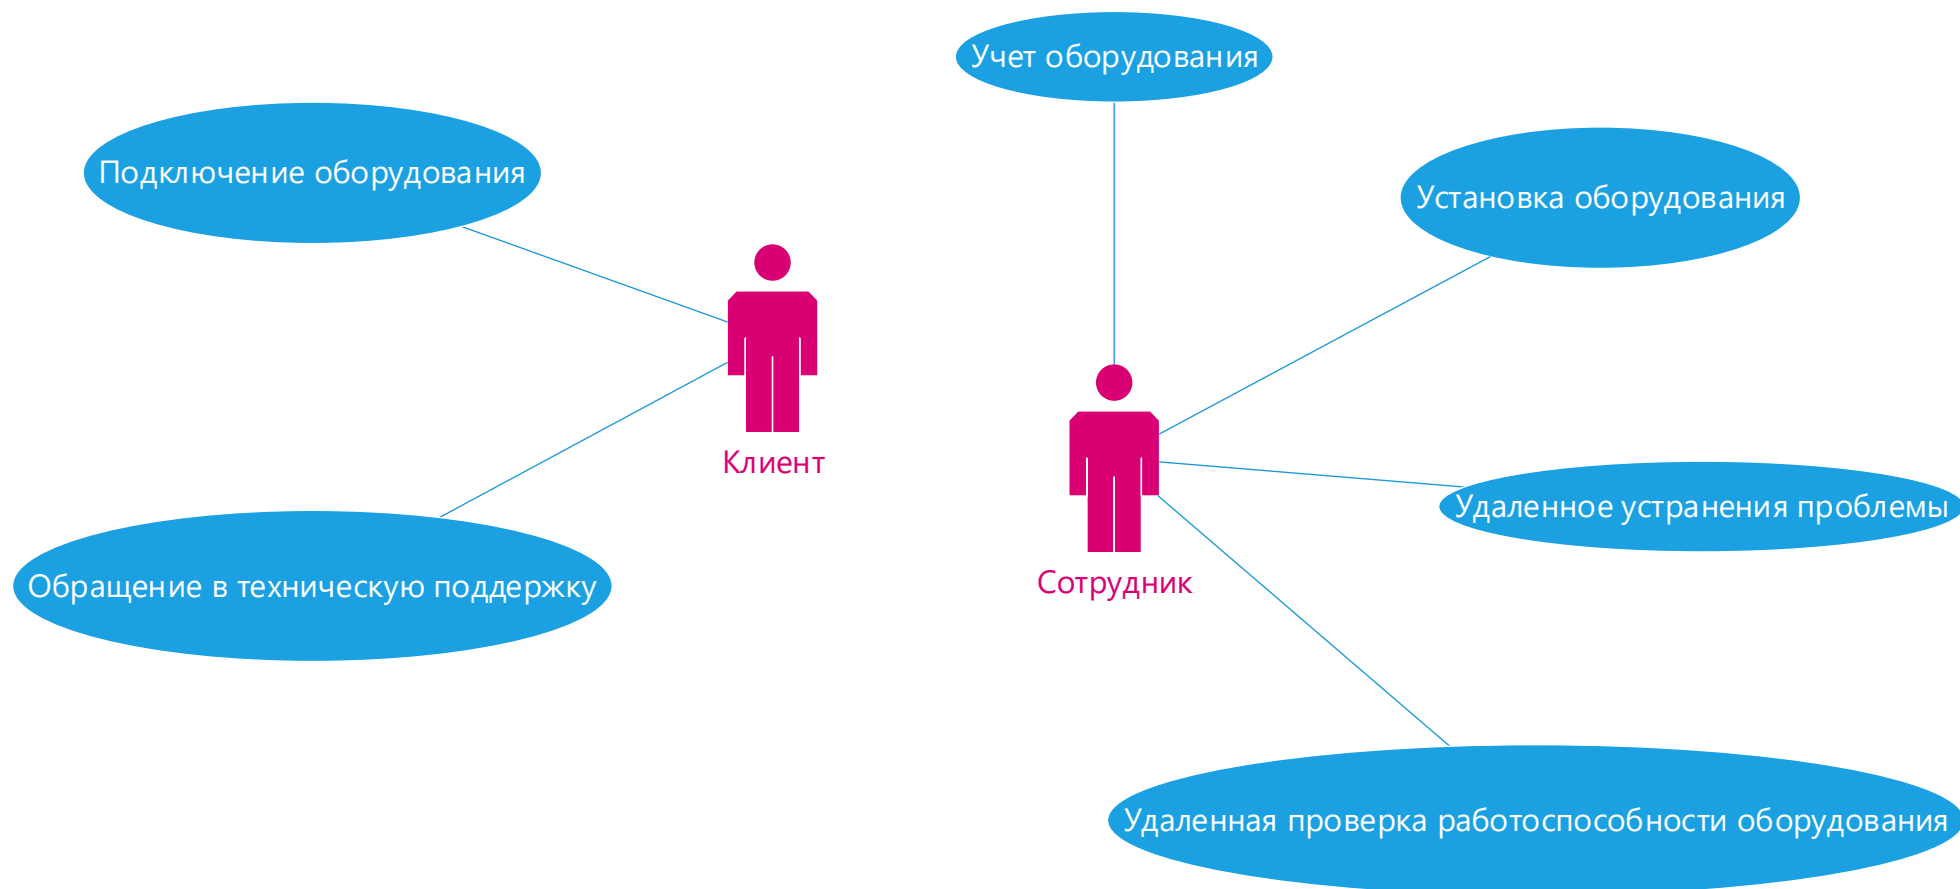 Учет оборудования
Подключение оборудования
Установка оборудования
Клиент
Удаленное устранения проблемы
Сотрудник
Обращение в техническую поддержку
Удаленная проверка работоспособности оборудования